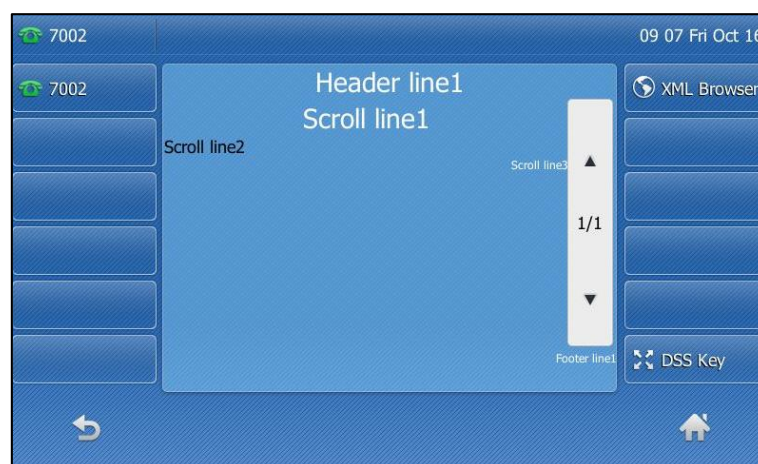 7002
09 07 Fri Oct 16
7002
Header line1
XML Browser
Scroll line1
Scroll line2
Scroll line3
1/1
Footer line1
DSS Key